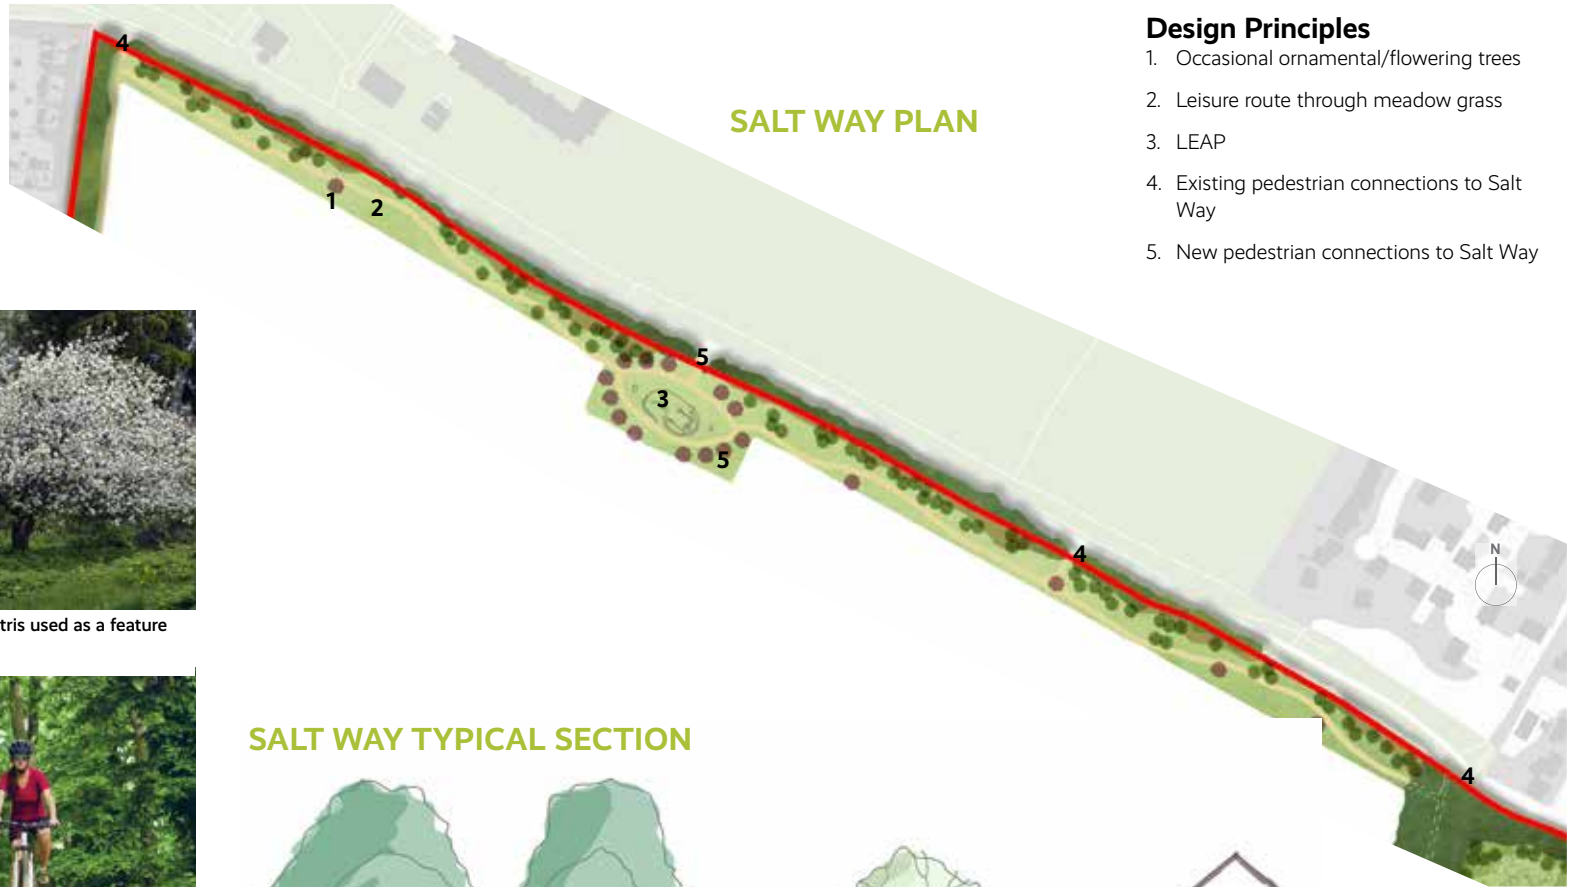 Design Principles
1. Occasional ornamental/flowering trees
2. Leisure route through meadow grass
3. LEAP
4. Existing pedestrian connections to Salt
Way
5. New pedestrian connections to Salt Way
SALT WAY PLAN
4
1
2
5
3
5
4
N
4
tris used as a feature
SALT WAY TYPICAL SECTION